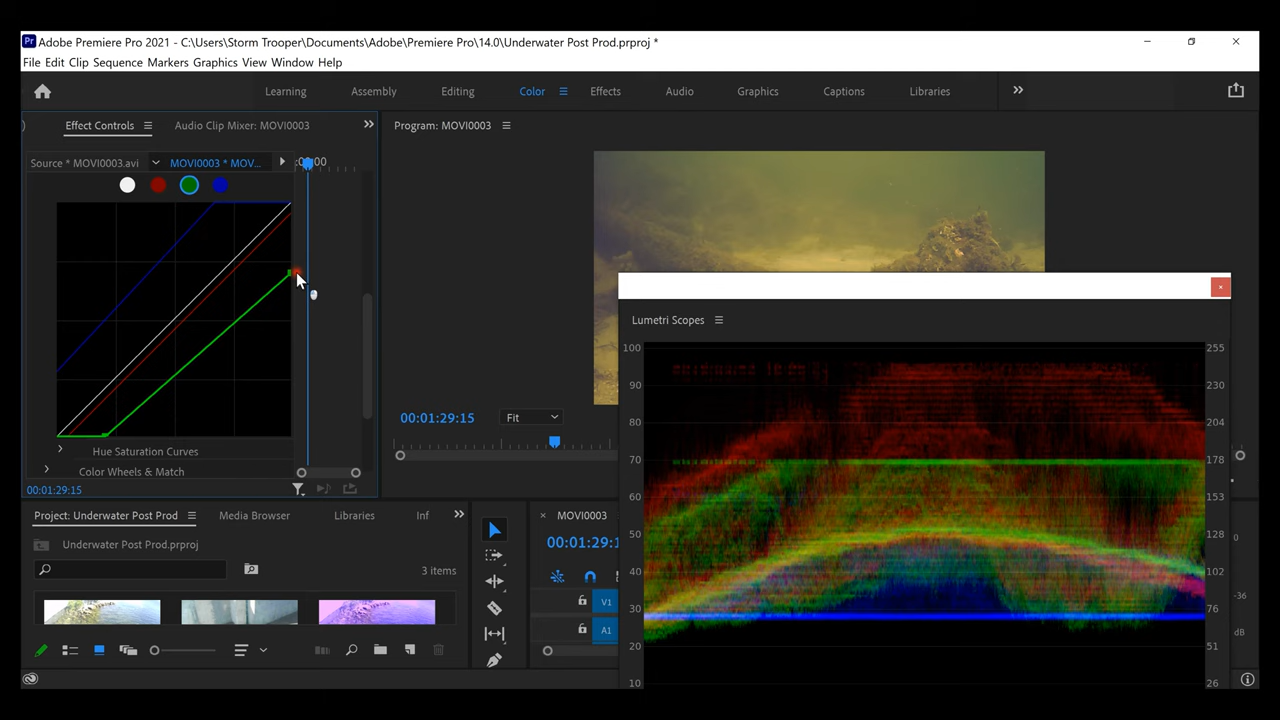 Pr Adobe Premiere Pro 2021 - C:\Users\Storm Trooper\Documents\Adobe\Premiere Pro\14.0\Underwater Post Prod.prproj *
File Edit Clip Sequence Markers Graphics View Window Help
Learning Assembly Editing Color Effects Audio Graphics Captions Libraries
Effect Controls Audio Clip Mixer: MOVI0003 Program: MOVI0003
Source * MOVI0003.avi MOVI0003 * MOV... :00:00
Lumetri Scopes
100 255
90 230
80 204
70 178
60 153
50 128
40 102
30 76
20 51
10 26
00:01:29:15 Fit
Hue Saturation Curves
Color Wheels & Match
00:01:29:15
Project: Underwater Post Prod Media Browser Libraries Inf
MOVI0003
Underwater Post Prod.prproj
00:01:29:1
3 items
V1
A1
0
-36
dB